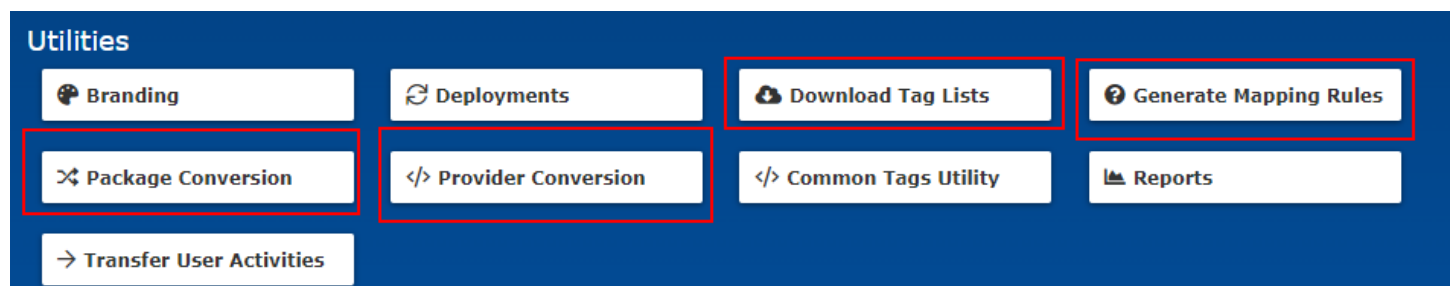 Utilities
Branding
Deployments
Download Tag Lists
Generate Mapping Rules
Package Conversion
</> Provider Conversion
</> Common Tags Utility
Reports
Transfer User Activities